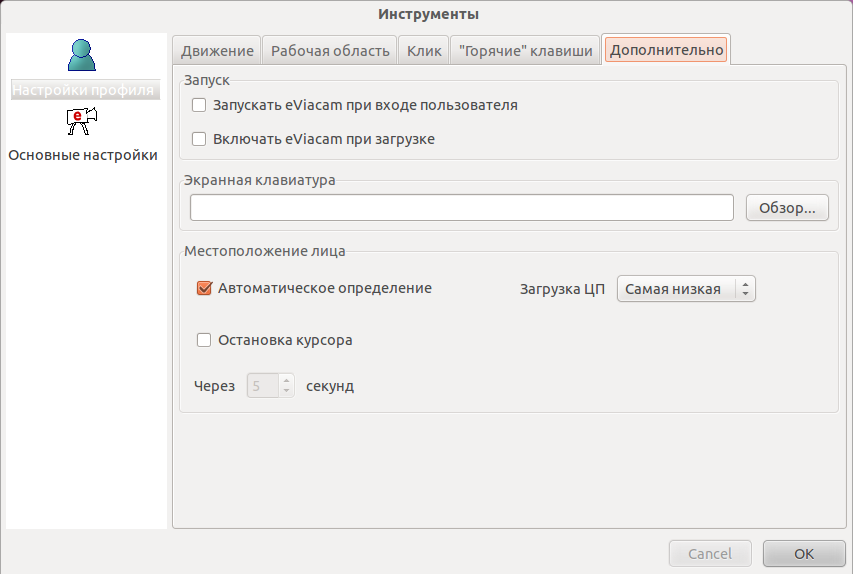 Инструменты
Настройки профиля
e
Основные настройки
Движение Рабочая область Клик "Горячие" клавиши Дополнительно
Запуск
Запускать eViacam при входе пользователя
Включать eViacam при загрузке
Экранная клавиатура
Обзор...
Местоположение лица
Автоматическое определение Загрузка ЦП Самая низкая
Остановка курсора
Через 5 секунд
Cancel OK